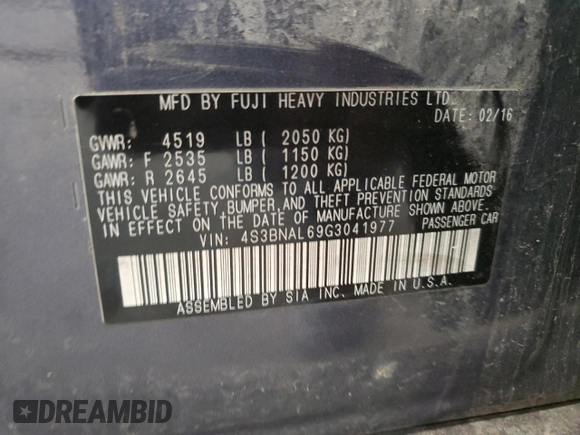 MFD BY FUJI HEAVY INDUSTRIES LTD.
DATE: 02/16
GVWR: 4519 LB ( 2050 KG)
GAWR: F 2535 LB ( 1150 KG)
GAWR: R 2645 LB ( 1200 KG)
THIS VEHICLE CONFORMS TO ALL APPLICABLE FEDERAL MOTOR
VEHICLE SAFETY, BUMPER, AND THEFT PREVENTION STANDARDS
IN EFFECT ON THE DATE OF MANUFACTURE SHOWN ABOVE.
VIN: 4S3BNAL69G3041977 PASSENGER CAR
ASSEMBLED BY SIA INC. MADE IN U.S.A.
DREAMBID